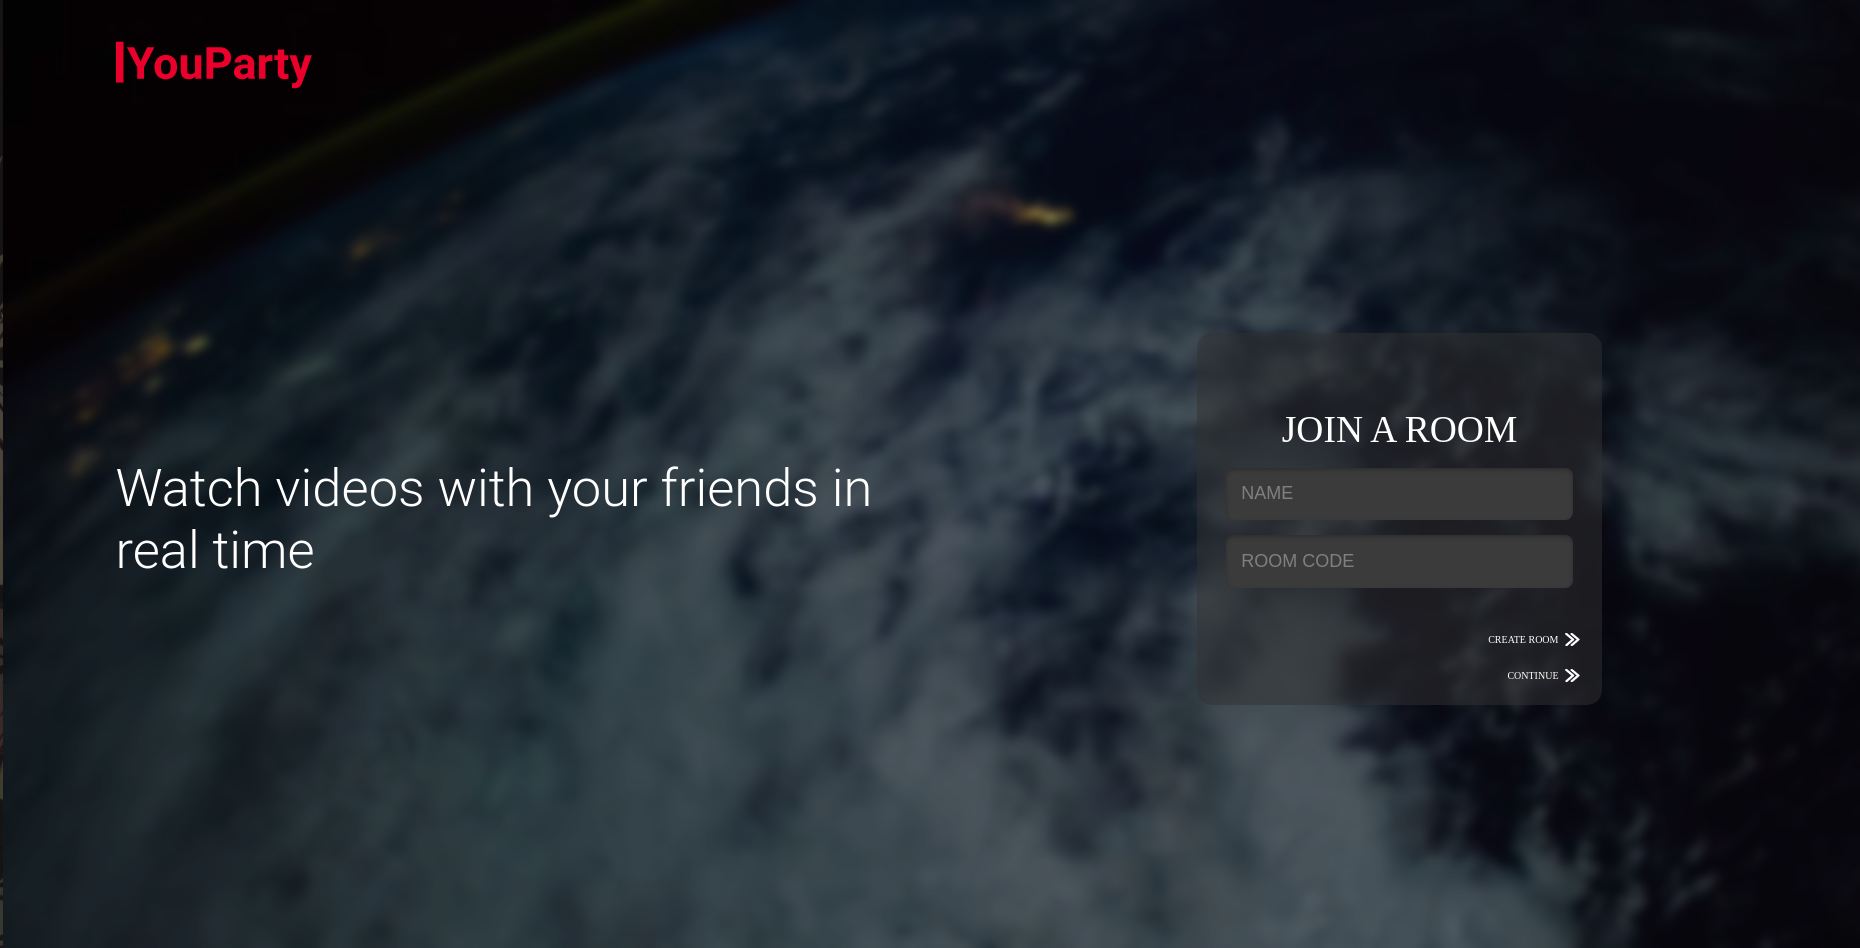 YouParty
Watch videos with your friends in
real time
JOIN A ROOM
NAME
ROOM CODE
CREATE ROOM
CONTINUE